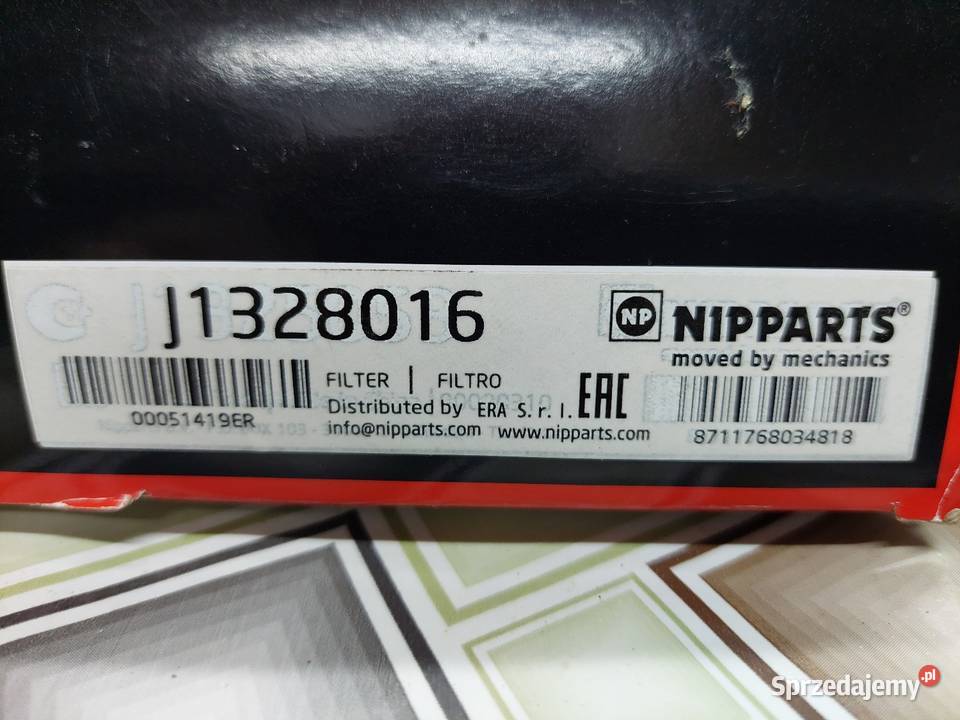 J1328016
NP NIPPARTS®
moved by mechanics
FILTER | FILTRO
EAC
Distributed by ERA S.r.l.
00051419ER
info@nipparts.com www.nipparts.com
8711768034818
Sprzedajemy.pl